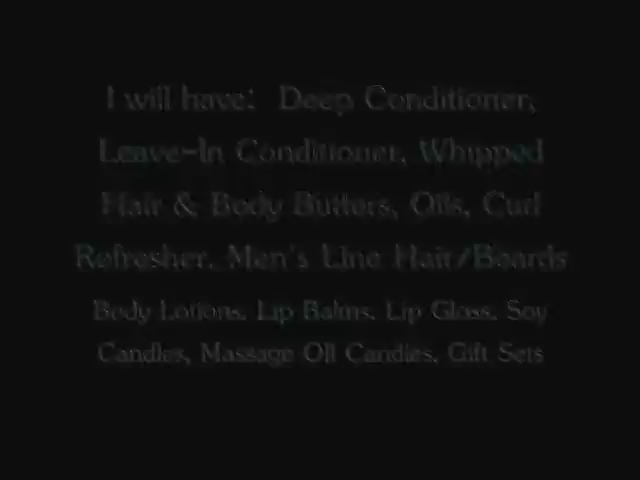 I will have: Deep Conditioner,
Leave-In Conditioner, Whipped
Hair & Body Butters, Oils, Curl
Refresher, Men's Line Hair/Beards
Body Lotions, Lip Balms, Lip Gloss, Soy
Candles, Massage Oil Candles, Gift Sets